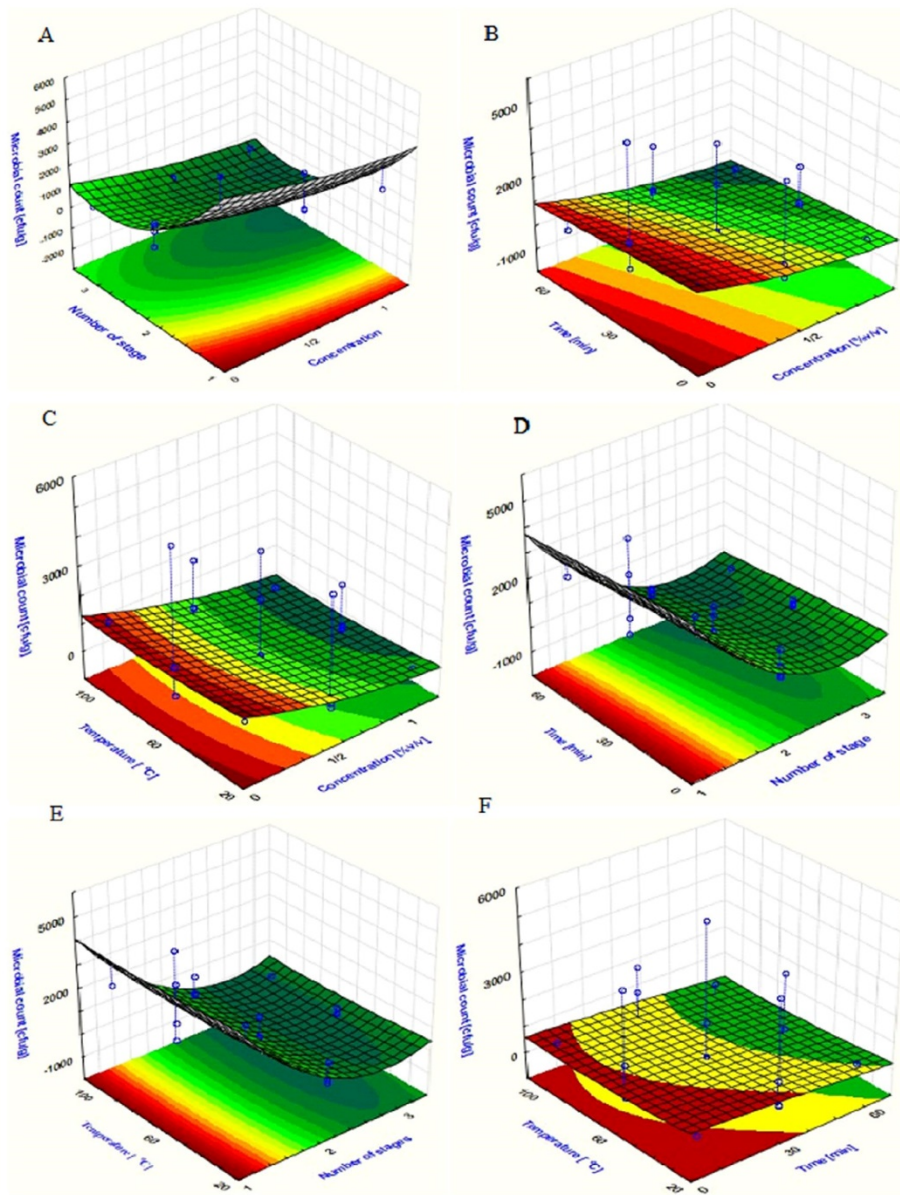 A
6000
5000
4000
3000
2000
1000
0
-1000
-2000
Microbial count [cfu/g]
3
2
1
Number of stage
0
1/2
1
Concentration
B
5000
2000
-1000
Microbial count [cfu/g]
60
30
0
Time [min]
0
1/2
Concentration [%v/v]
C
6000
3000
0
Microbial count [cfu/g]
100
60
20
Temperature [ °C]
0
1/2
1
Concentration [%v/v]
D
5000
2000
-1000
Microbial count [cfu/g]
60
30
0
Time [min]
1
2
3
Number of stage
E
5000
2000
-1000
Microbial count [cfu/g]
100
60
20
Temperature [ °C]
1
2
3
Number of stages
F
6000
3000
0
Microbial count [cfu/g]
100
60
20
Temperature [ °C]
0
30
60
Time [min]